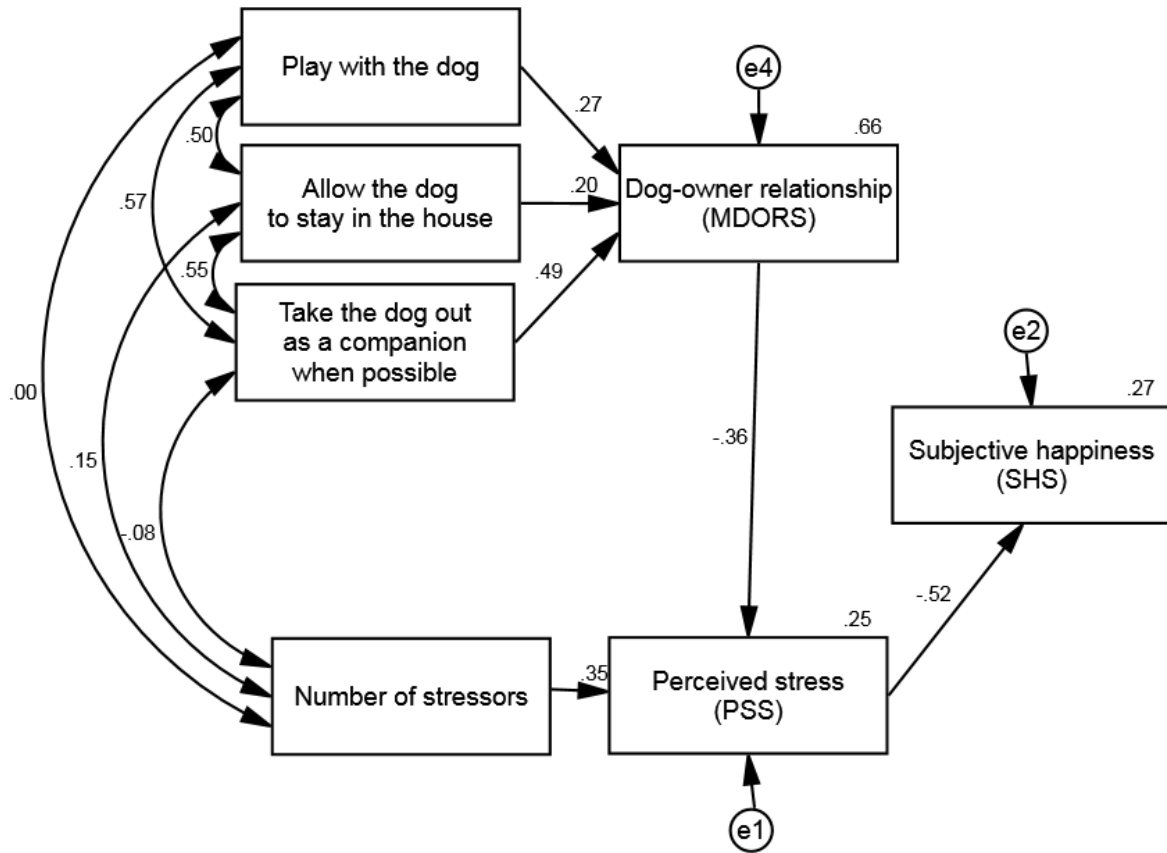 Play with the dog
e4
.27
.66
.50
Allow the dog
to stay in the house
.20
Dog-owner relationship
(MDORS)
.57
.55
.49
Take the dog out
as a companion
when possible
e2
.00
.27
-.36
.15
Subjective happiness
(SHS)
-.08
-.52
.25
Number of stressors
.35
Perceived stress
(PSS)
e1